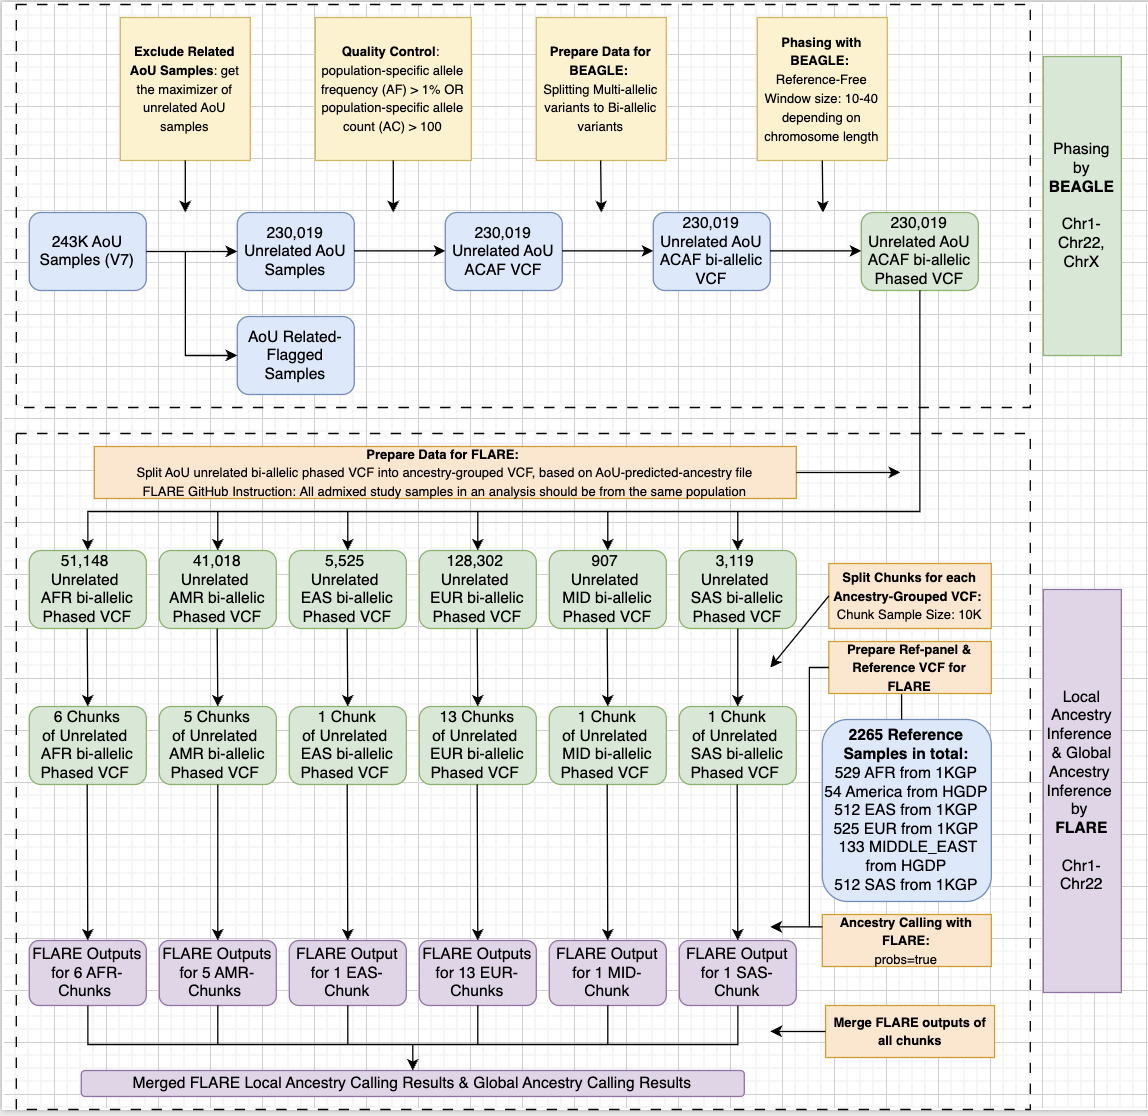 Exclude Related
AoU Samples: get
the maximizer of
unrelated AoU
samples
Quality Control:
population-specific allele
frequency (AF) > 1% OR
population-specific allele
count (AC) > 100
Prepare Data for
BEAGLE:
Splitting Multi-allelic
variants to Bi-allelic
variants
Phasing with
BEAGLE:
Reference-Free
Window size: 10-40
depending on
chromosome length
Phasing
by
BEAGLE
Chr1-
Chr22,
ChrX
243K AoU
Samples (V7)
230,019
Unrelated AoU
Samples
230,019
Unrelated AoU
ACAF VCF
230,019
Unrelated AoU
ACAF bi-allelic
VCF
230,019
Unrelated AoU
ACAF bi-allelic
Phased VCF
AoU Related-
Flagged
Samples
Prepare Data for FLARE:
Split AoU unrelated bi-allelic phased VCF into ancestry-grouped VCF, based on AoU-predicted-ancestry file
FLARE GitHub Instruction: All admixed study samples in an analysis should be from the same population
51,148
Unrelated
AFR bi-allelic
Phased VCF
41,018
Unrelated
AMR bi-allelic
Phased VCF
5,525
Unrelated
EAS bi-allelic
Phased VCF
128,302
Unrelated
EUR bi-allelic
Phased VCF
907
Unrelated
MID bi-allelic
Phased VCF
3,119
Unrelated
SAS bi-allelic
Phased VCF
Split Chunks for each
Ancestry-Grouped VCF:
Chunk Sample Size: 10K
Prepare Ref-panel &
Reference VCF for
FLARE
6 Chunks
of Unrelated
AFR bi-allelic
Phased VCF
5 Chunks
of Unrelated
AMR bi-allelic
Phased VCF
1 Chunk
of Unrelated
EAS bi-allelic
Phased VCF
13 Chunks
of Unrelated
EUR bi-allelic
Phased VCF
1 Chunk
of Unrelated
MID bi-allelic
Phased VCF
1 Chunk
of Unrelated
SAS bi-allelic
Phased VCF
2265 Reference
Samples in total:
529 AFR from 1KGP
54 America from HGDP
512 EAS from 1KGP
525 EUR from 1KGP
133 MIDDLE_EAST
from HGDP
512 SAS from 1KGP
Local
Ancestry
Inference
& Global
Ancestry
Inference
by
FLARE
Chr1-
Chr22
FLARE Outputs
for 6 AFR-
Chunks
FLARE Outputs
for 5 AMR-
Chunks
FLARE Output
for 1 EAS-
Chunk
FLARE Outputs
for 13 EUR-
Chunks
FLARE Output
for 1 MID-
Chunk
FLARE Output
for 1 SAS-
Chunk
Ancestry Calling with
FLARE:
probs=true
Merge FLARE outputs of
all chunks
Merged FLARE Local Ancestry Calling Results & Global Ancestry Calling Results